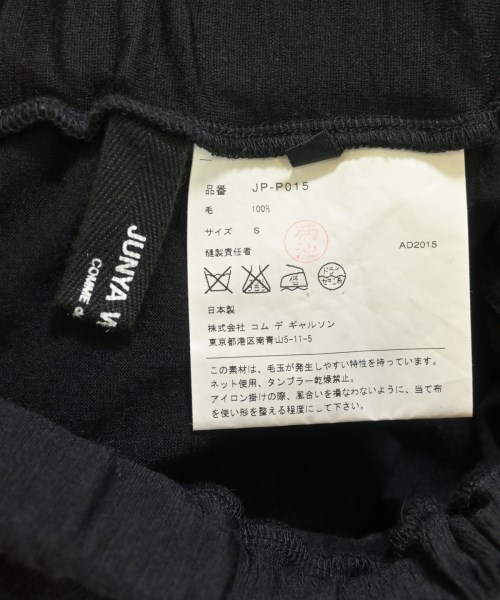 JUNYA
COMME
品番 JP-P015
毛 100%
サイズ S
縫製責任者
AD2015
ドライ
日本製
株式会社 コム デ ギャルソン
東京都港区南青山5-11-5
この素材は、毛玉が発生しやすい特性を持っています。
ネット使用、タンブラー乾燥禁止。
アイロン掛けの際、風合いを損なわないように、当て布
を使い形を整える程度にして下さい。